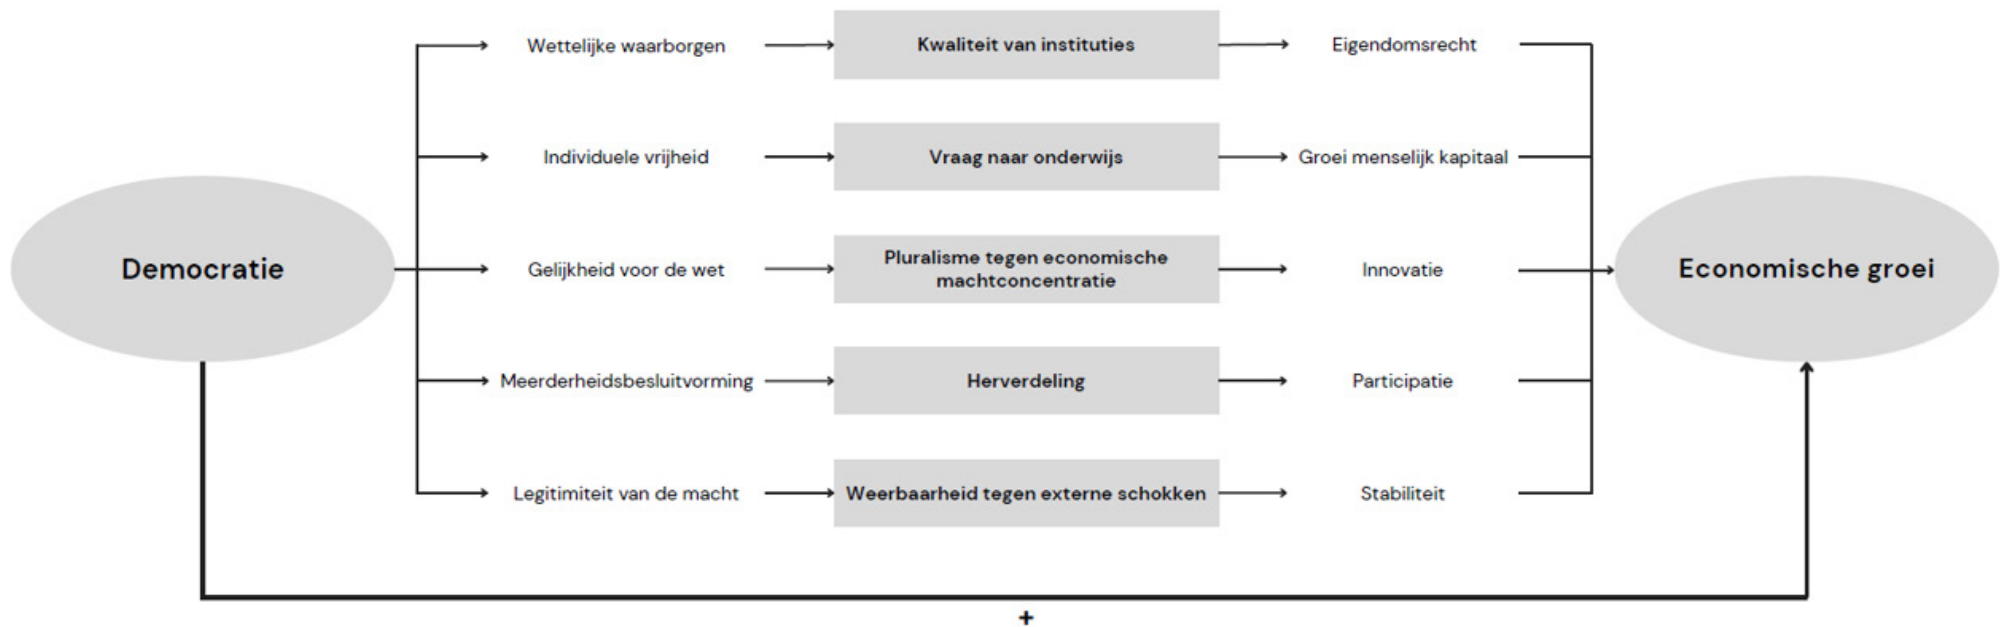 Wettelijke waarborgen
Kwaliteit van instituties
Eigendomsrecht
Individuele vrijheid
Vraag naar onderwijs
Groei menselijk kapitaal
Democratie
Gelijkheid voor de wet
Pluralisme tegen economische
machtconcentratie
Innovatie
Economische groei
Meerderheidsbesluitvorming
Herverdeling
Participatie
Legitimiteit van de macht
Weerbaarheid tegen externe schokken
Stabiliteit
+